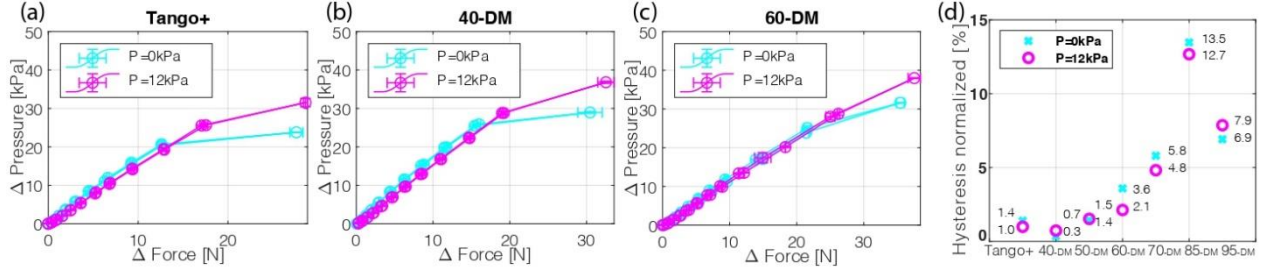 (a)
Tango+
Δ Pressure [kPa]
50
40
30
20
10
0
P=0kPa
P=12kPa
0
10
20
Δ Force [N]
(b)
40-DM
Δ Pressure [kPa]
50
40
30
20
10
0
P=0kPa
P=12kPa
0
10
20
30
Δ Force [N]
(c)
60-DM
Δ Pressure [kPa]
50
40
30
20
10
0
P=0kPa
P=12kPa
0
10
20
30
Δ Force [N]
(d)
Hysteresis normalized [%]
15
10
5
0
P=0kPa
P=12kPa
1.4
1.0
0.7
0.3
1.5
1.4
3.6
2.1
5.8
4.8
13.5
12.7
7.9
6.9
Tango+ 40-DM 50-DM 60-DM 70-DM 85-DM 95-DM